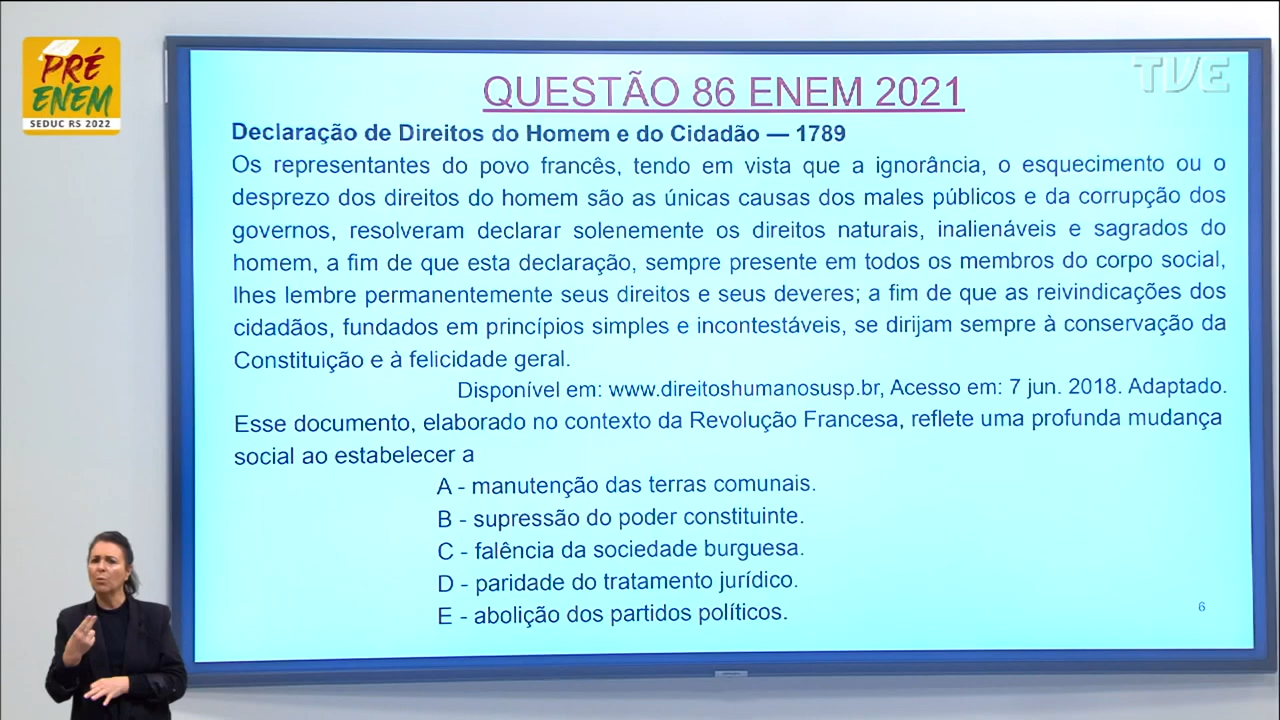 PRÉ
ENEM
SEDUC RS 2022
TVE
QUESTÃO 86 ENEM 2021
Declaração de Direitos do Homem e do Cidadão — 1789
Os representantes do povo francês, tendo em vista que a ignorância, o esquecimento ou o
desprezo dos direitos do homem são as únicas causas dos males públicos e da corrupção dos
governos, resolveram declarar solenemente os direitos naturais, inalienáveis e sagrados do
homem, a fim de que esta declaração, sempre presente em todos os membros do corpo social,
lhes lembre permanentemente seus direitos e seus deveres; a fim de que as reivindicações dos
cidadãos, fundados em princípios simples e incontestáveis, se dirijam sempre à conservação da
Constituição e à felicidade geral.
Disponível em: www.direitoshumanosusp.br, Acesso em: 7 jun. 2018. Adaptado.
Esse documento, elaborado no contexto da Revolução Francesa, reflete uma profunda mudança
social ao estabelecer a
A - manutenção das terras comunais.
B - supressão do poder constituinte.
C - falência da sociedade burguesa.
D - paridade do tratamento jurídico.
E - abolição dos partidos políticos.
6